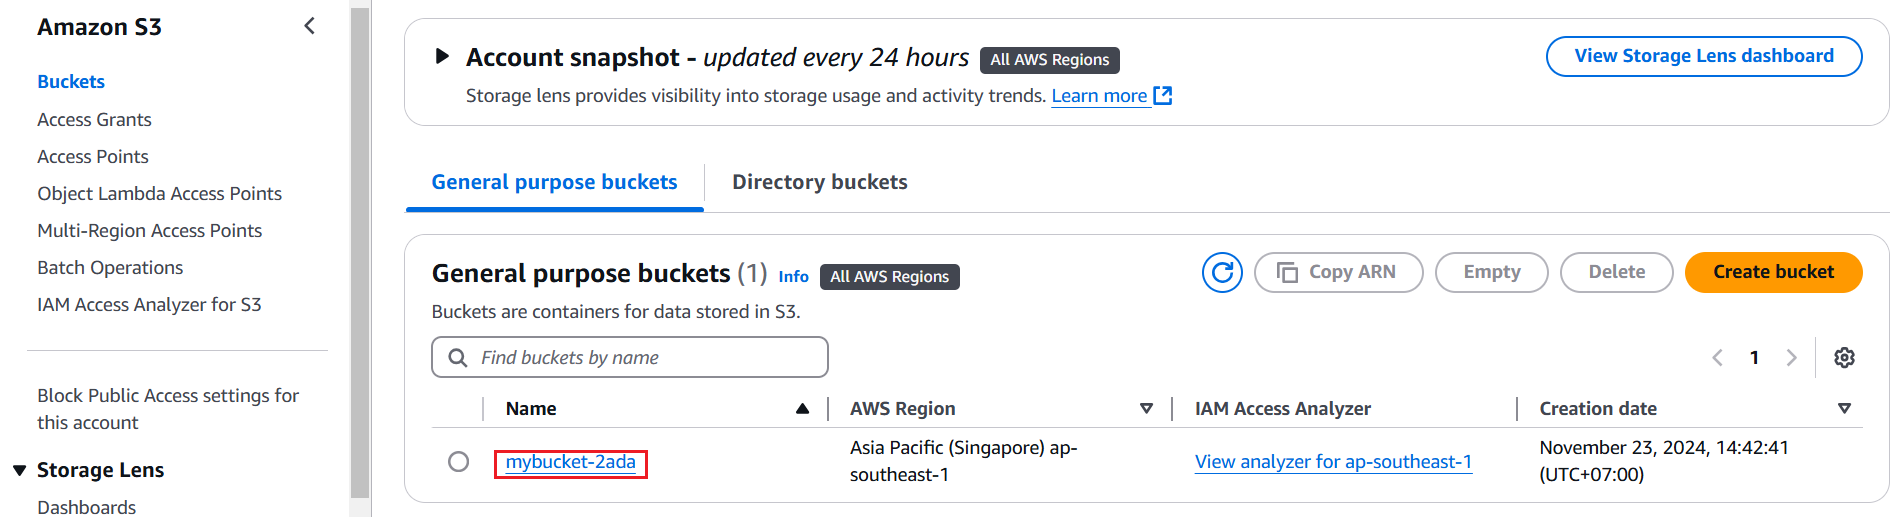 Amazon S3
Buckets
Access Grants
Access Points
Object Lambda Access Points
Multi-Region Access Points
Batch Operations
IAM Access Analyzer for S3
Block Public Access settings for
this account
Storage Lens
Dashboards
Account snapshot - updated every 24 hours All AWS Regions
View Storage Lens dashboard
Storage lens provides visibility into storage usage and activity trends. Learn more
General purpose buckets Directory buckets
General purpose buckets (1) Info All AWS Regions
Copy ARN Empty Delete Create bucket
Buckets are containers for data stored in S3.
Find buckets by name
1
Name AWS Region IAM Access Analyzer Creation date
mybucket-2ada
Asia Pacific (Singapore) ap-
southeast-1
View analyzer for ap-southeast-1
November 23, 2024, 14:42:41
(UTC+07:00)